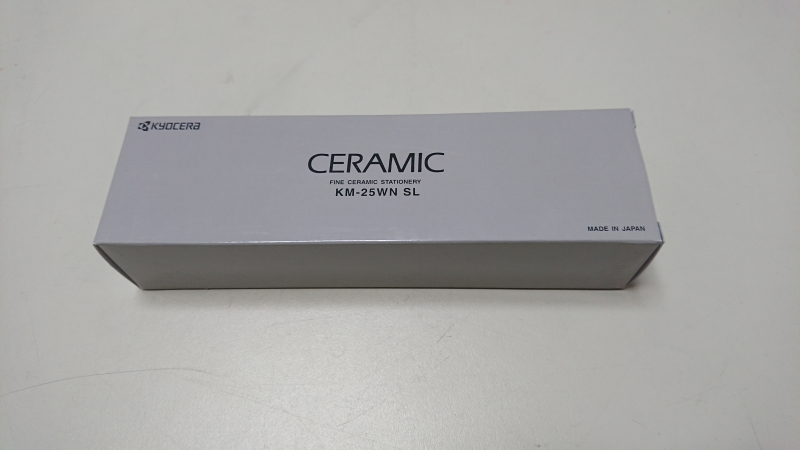 KYOCERA
CERAMIC
FINE CERAMIC STATIONERY
KM-25WN SL
MADE IN JAPAN